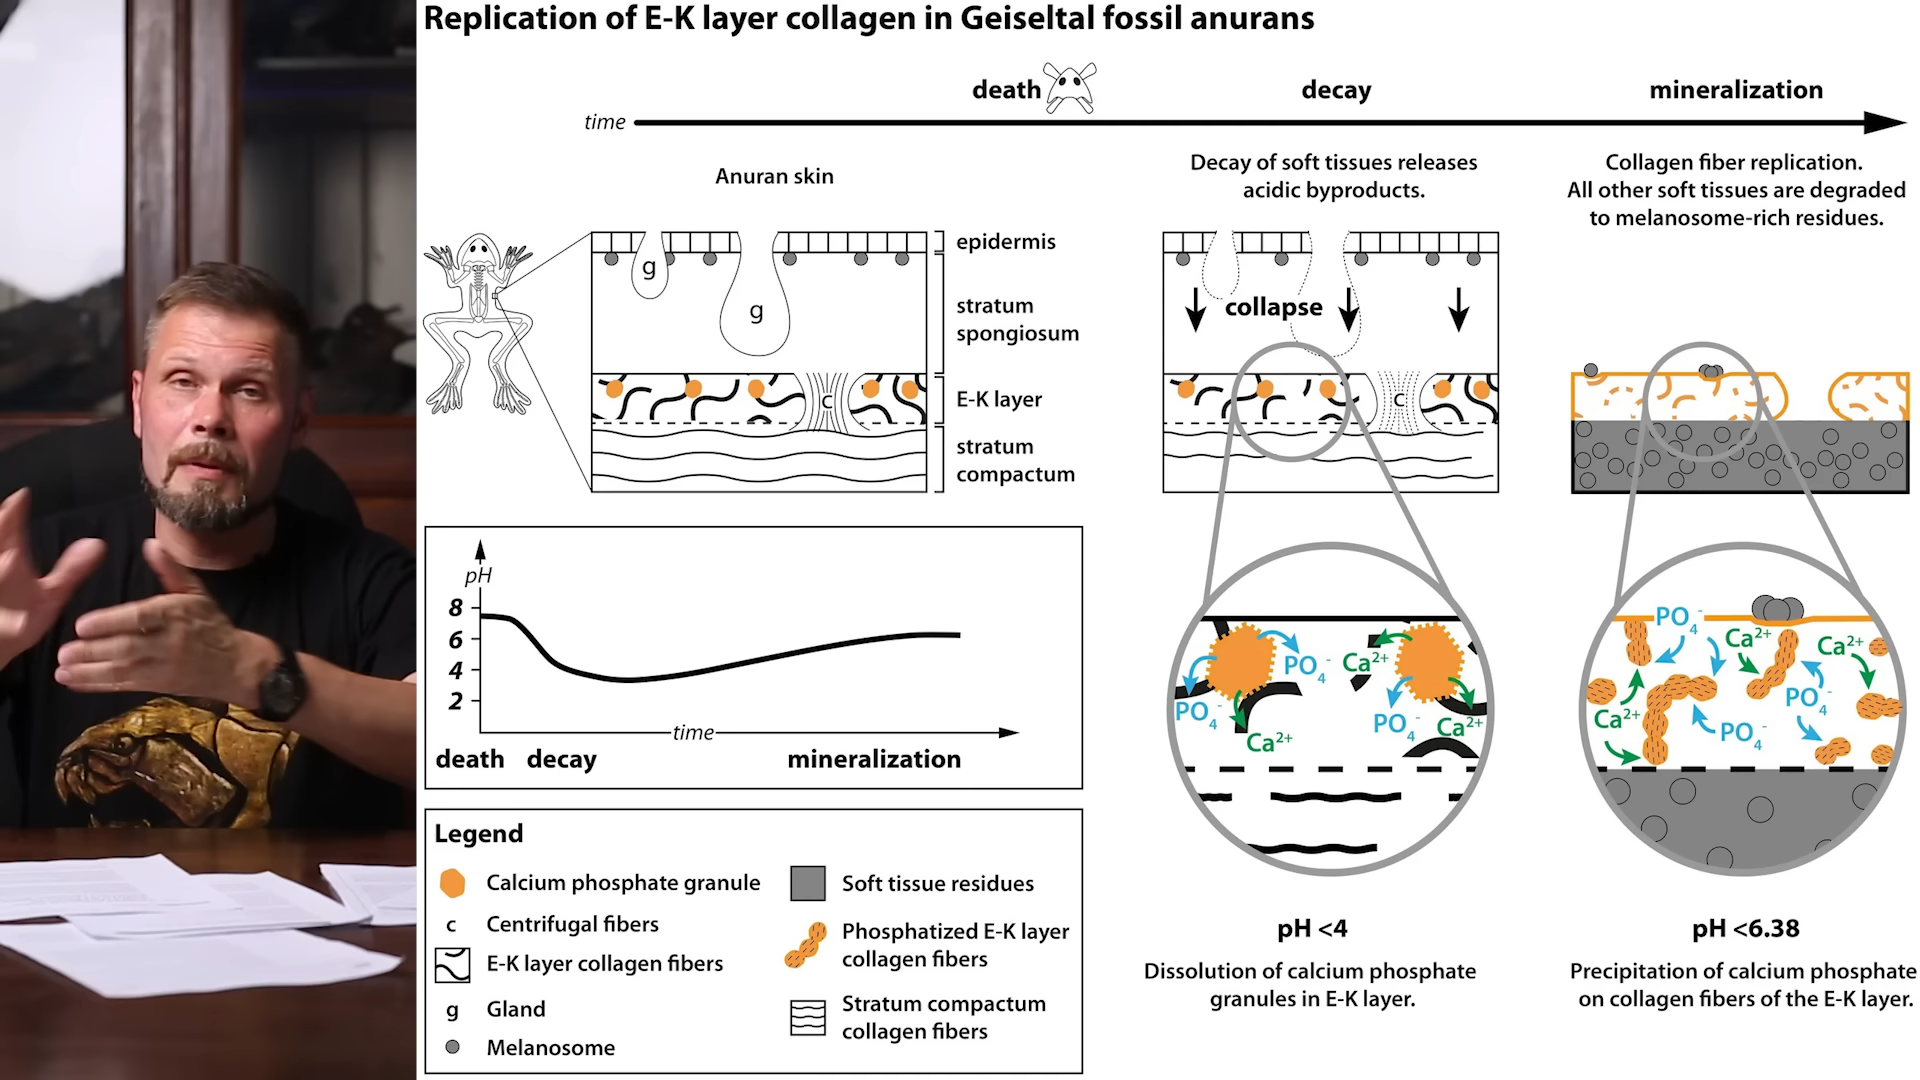 Replication of E-K layer collagen in Geiseltal fossil anurans
death
decay
mineralization
time
Anuran skin
Decay of soft tissues releases
acidic byproducts.
Collagen fiber replication.
All other soft tissues are degraded
to melanosome-rich residues.
g
g
c
epidermis
stratum
spongiosum
E-K layer
stratum
compactum
collapse
c
pH
8
6
4
2
time
death
decay
mineralization
PO4-
Ca2+
PO4-
PO4-
Ca2+
Ca2+
PO4-
Ca2+
Ca2+
PO4-
Ca2+
PO4-
pH <4
Dissolution of calcium phosphate
granules in E-K layer.
pH <6.38
Precipitation of calcium phosphate
on collagen fibers of the E-K layer.
Legend
Calcium phosphate granule
c
Centrifugal fibers
E-K layer collagen fibers
g
Gland
Melanosome
Soft tissue residues
Phosphatized E-K layer
collagen fibers
Stratum compactum
collagen fibers